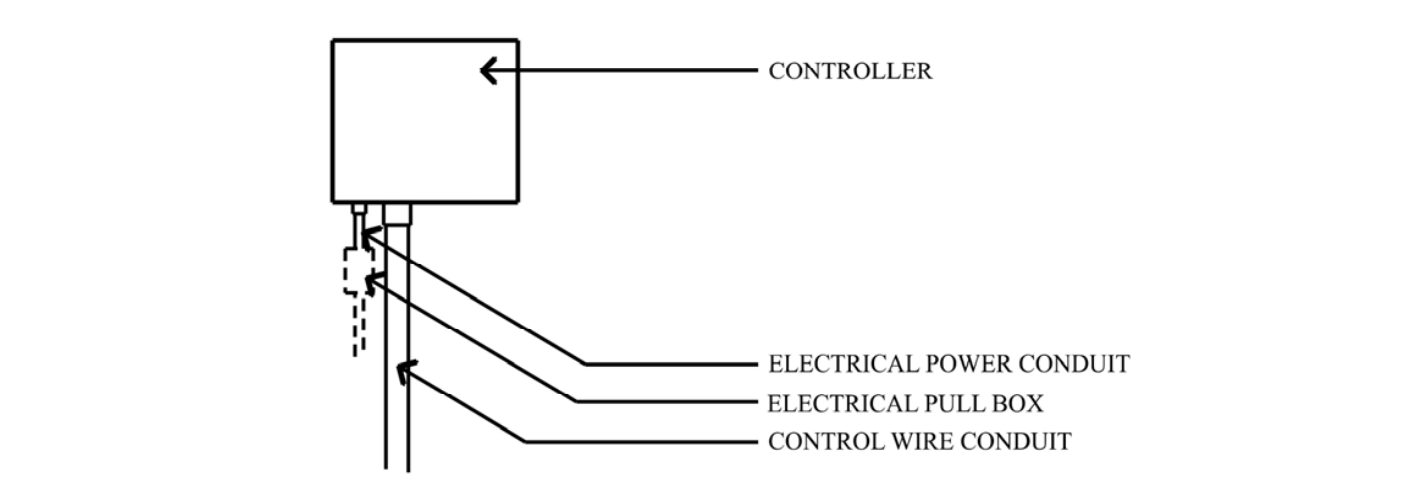 CONTROLLER
ELECTRICAL POWER CONDUIT
ELECTRICAL PULL BOX
CONTROL WIRE CONDUIT